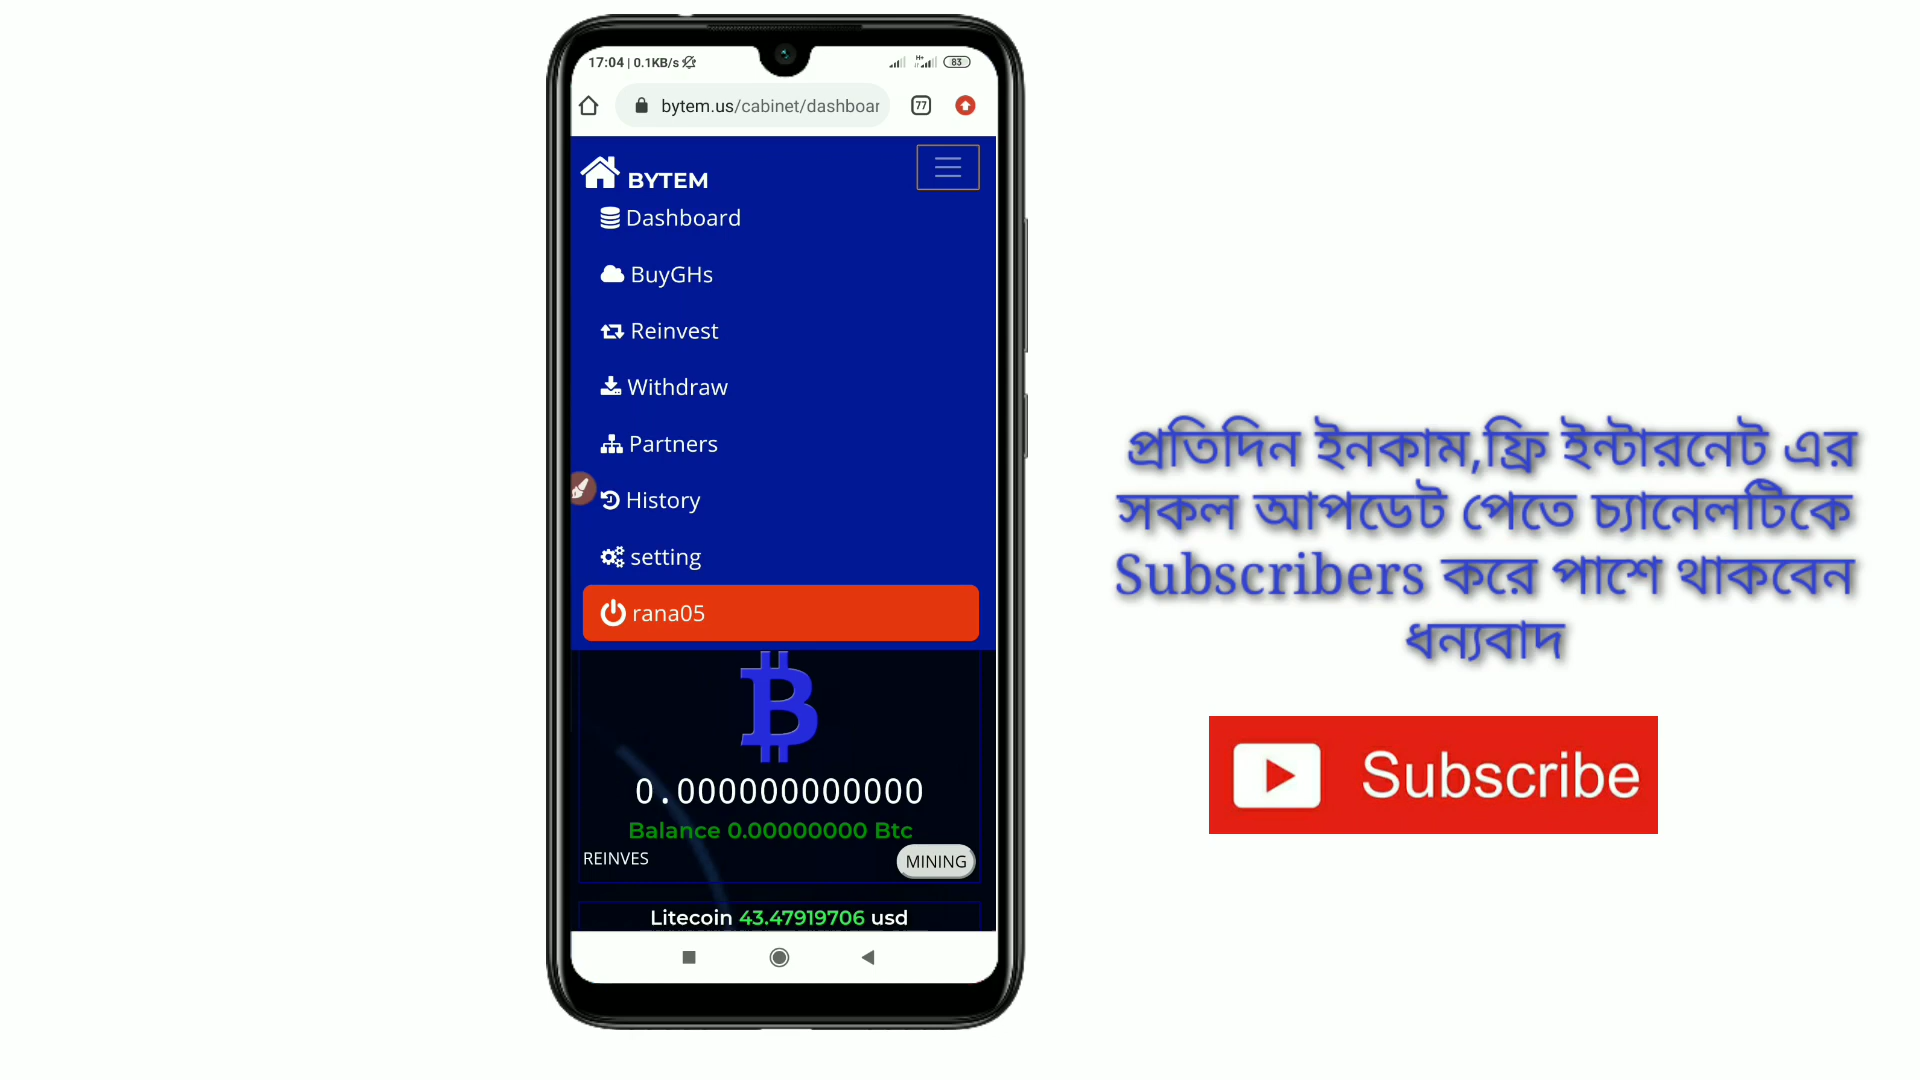 17:04 | 0.1KB/s
H+
83
bytem.us/cabinet/dashboar
77
BYTEM
Dashboard
BuyGHs
Reinvest
Withdraw
Partners
History
setting
rana05
0.000000000000
Balance 0.00000000 Btc
REINVES
MINING
Litecoin 43.47919706 usd
প্রতিদিন ইনকাম,ফ্রি ইন্টারনেট এর
সকল আপডেট পেতে চ্যানেলটিকে
Subscribers করে পাশে থাকবেন
ধন্যবাদ
Subscribe